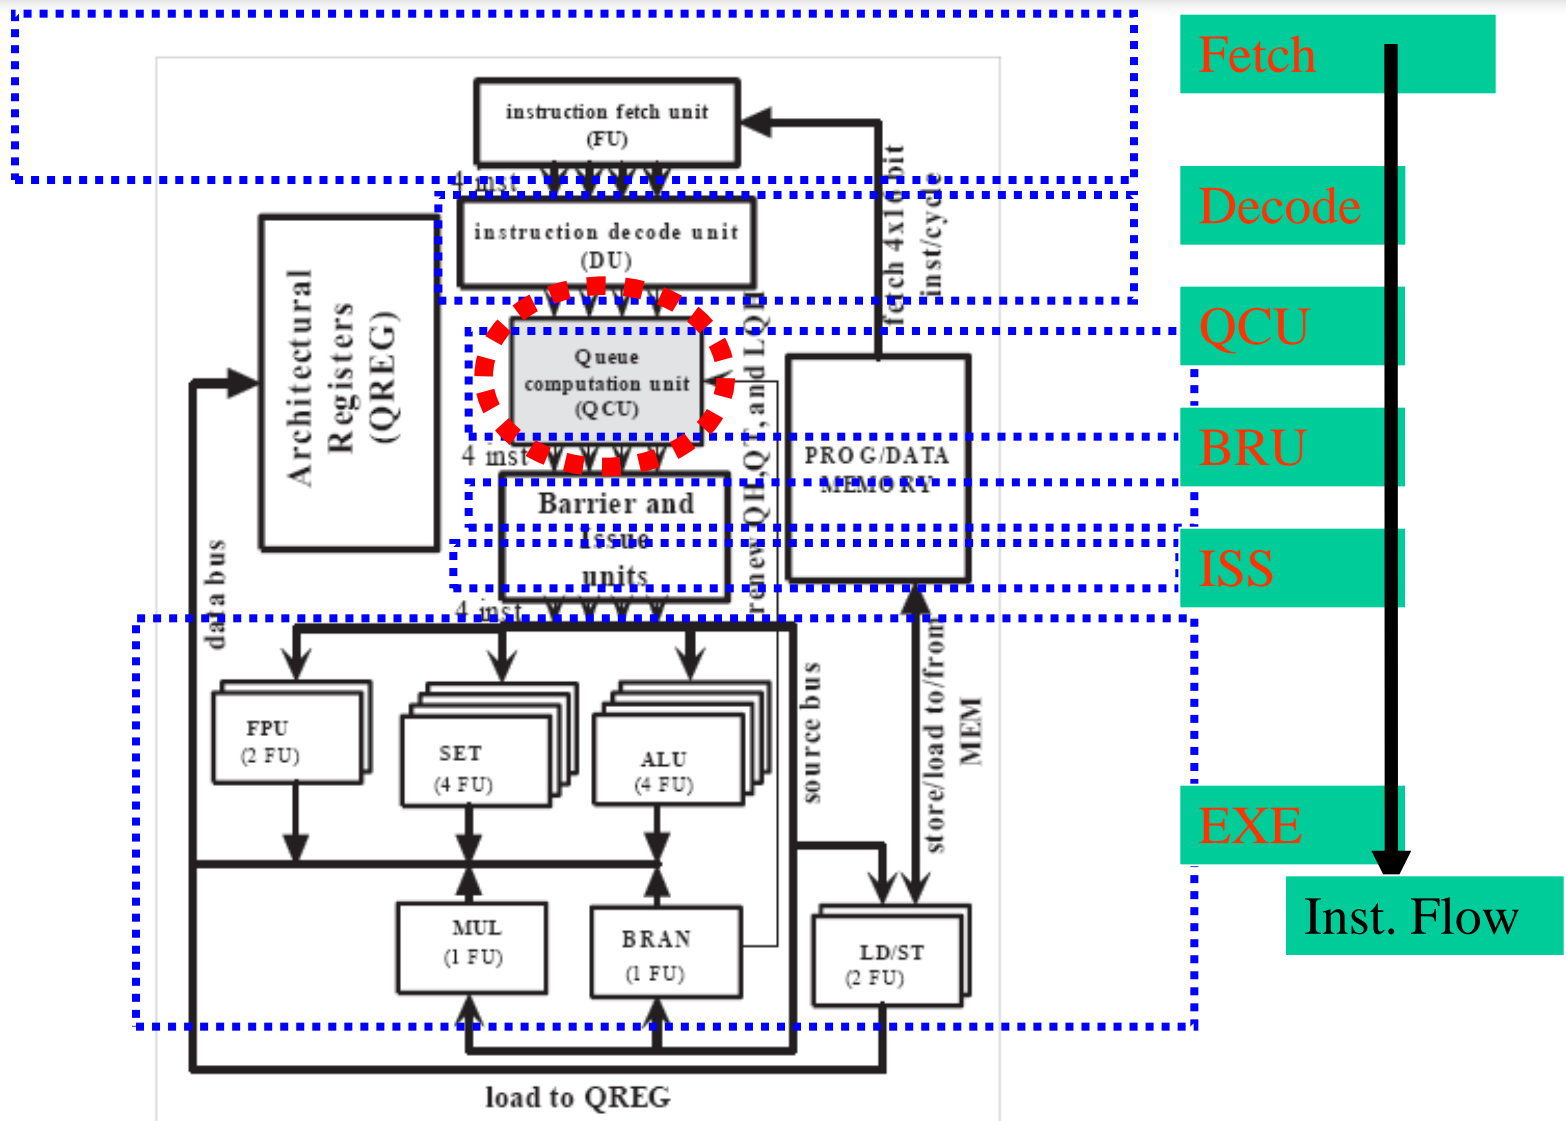 instruction fetch unit
(FU)
4 inst
instruction decode unit
(DU)
Architectural
Registers
(QREG)
fetch 4x16 bit
inst/cycle
Queue
computation unit
(QCU)
renew QH,QT, and LQH
4 inst
PROG/DATA
MEMORY
Barrier and
Issue
units
4 inst
data bus
FPU
(2 FU)
SET
(4 FU)
ALU
(4 FU)
source bus
store/load to/from
MEM
MUL
(1 FU)
BRAN
(1 FU)
LD/ST
(2 FU)
load to QREG
Fetch
Decode
QCU
BRU
ISS
EXE
Inst. Flow